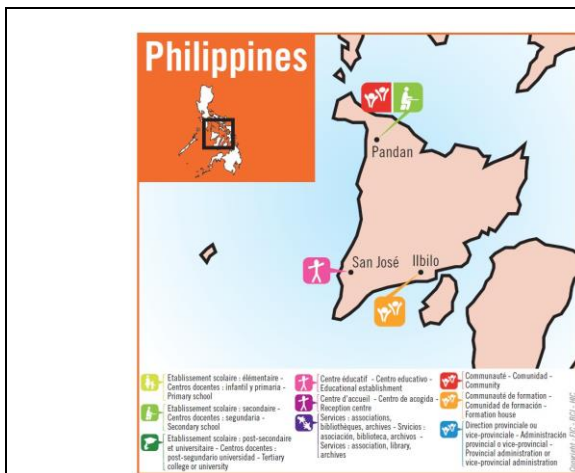 Philippines
Pandan
San José
Ilbilo
Etablissement scolaire : élémentaire -
Centros docentes : infantil y primaria -
Primary school
Etablissement scolaire : secondaire -
Centros docentes : segundaria -
Secondary school
Etablissement scolaire : post-secondaire
et universitaire - Centros docentes :
post-segundario universidad - Tertiary
college or university
Centre éducatif - Centro educativo -
Educational establishment
Centre d'accueil - Centro de acogida -
Reception centre
Services : associations,
bibliothèques, archives - Srvicios :
asociación, biblioteca, archivos -
Services : association, library,
archives
Communauté - Comunidad -
Community
Communauté de formation -
Comunidad de formación -
Formation house
Direction provinciale ou
vice-provinciale - Administración
provincial o vice-provincial -
Provincial administration or
vice-provincial administration